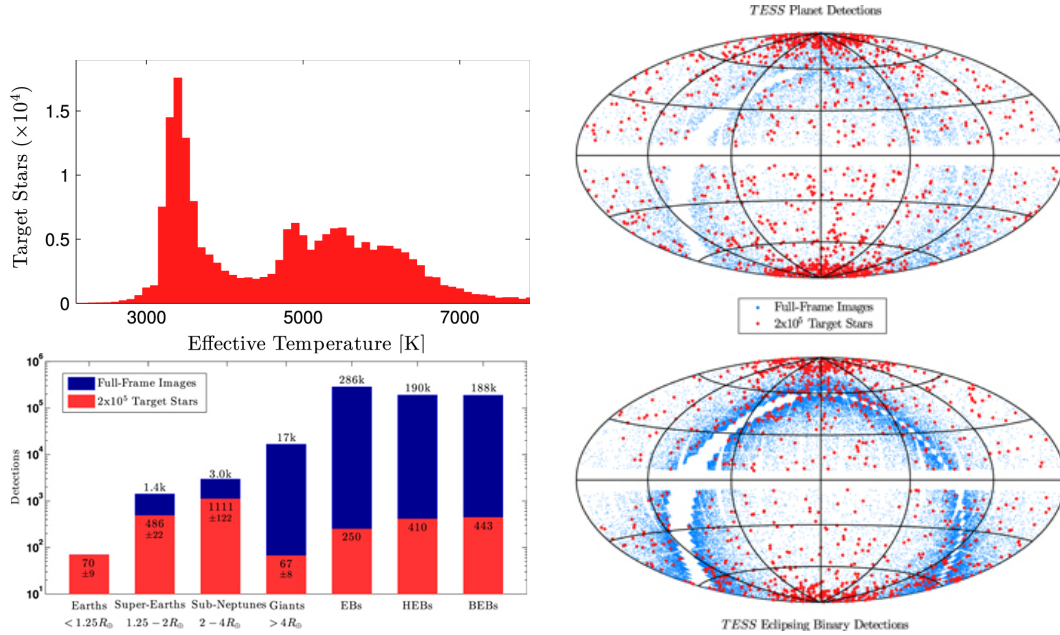 Target Stars (×10⁴)
1.5
1
0.5
0
3000 5000 7000
Effective Temperature [K]
TESS Planet Detections
Full-Frame Images
2x10⁵ Target Stars
TESS Eclipsing Binary Detections
Detections
10⁶
10⁵
10⁴
10³
10²
10¹
Full-Frame Images
2x10⁵ Target Stars
1.4k
3.0k
17k
286k
190k
188k
70
±9
486
±22
1111
±122
67
±8
250
410
443
Earths Super-Earths Sub-Neptunes Giants EBs HEBs BEBs
< 1.25R⊕ 1.25 − 2R⊕ 2 − 4R⊕ > 4R⊕